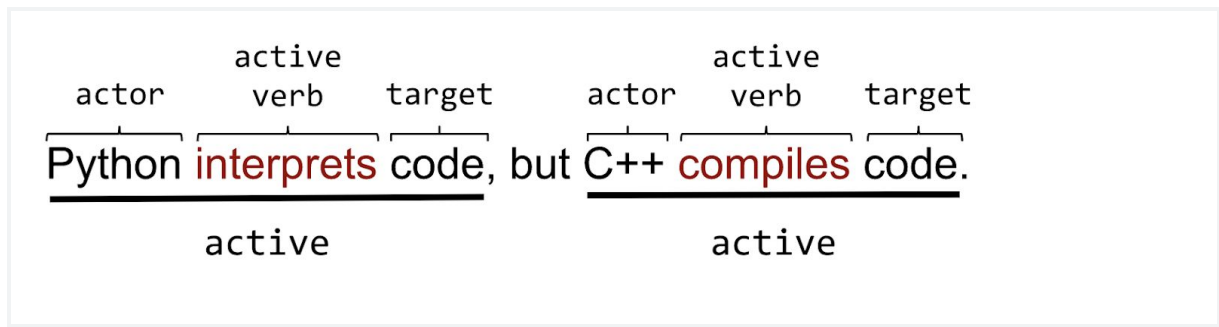 active active
actor verb target actor verb target
Python interprets code, but C++ compiles code.
active active